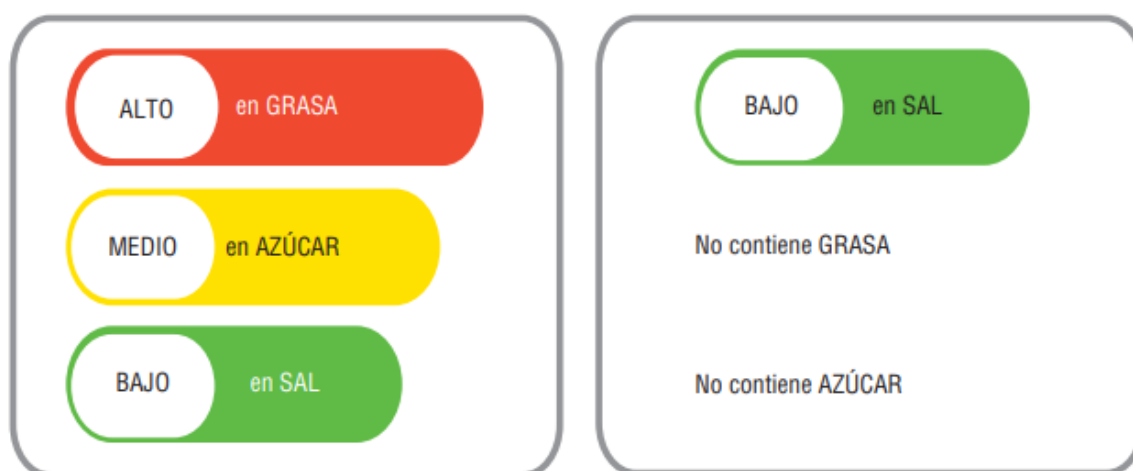 ALTO en GRASA
MEDIO en AZÚCAR
BAJO en SAL
BAJO en SAL
No contiene GRASA
No contiene AZÚCAR